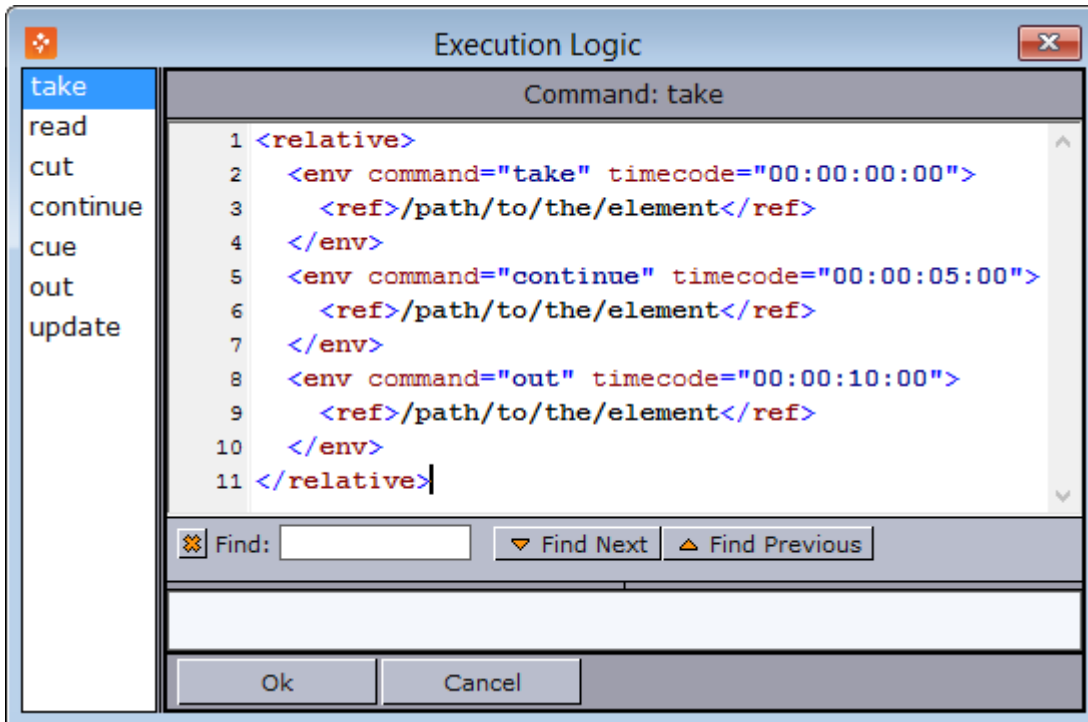 Execution Logic
take
read
cut
continue
cue
out
update
Command: take
1 <relative>
2 <env command="take" timecode="00:00:00:00">
3 <ref>/path/to/the/element</ref>
4 </env>
5 <env command="continue" timecode="00:00:05:00">
6 <ref>/path/to/the/element</ref>
7 </env>
8 <env command="out" timecode="00:00:10:00">
9 <ref>/path/to/the/element</ref>
10 </env>
11 </relative>
Find: Find Next Find Previous
Ok Cancel